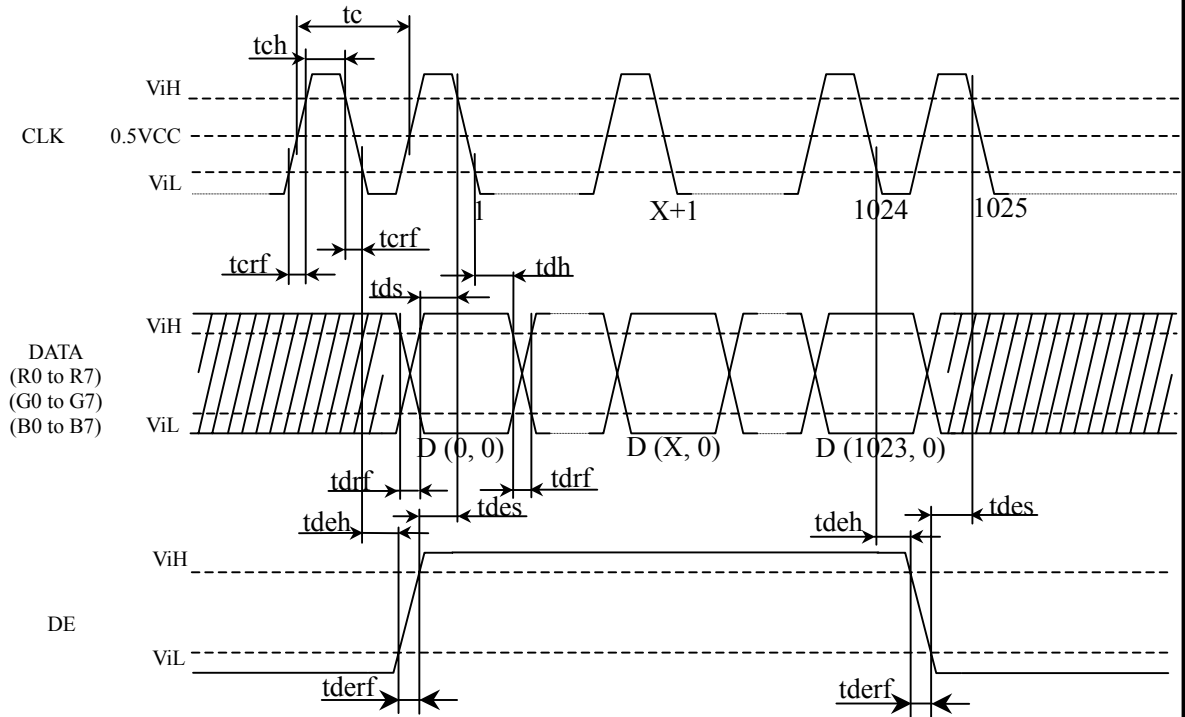 tc
tch
ViH
CLK 0.5VCC
ViL
1 X+1 1024 1025
tcrf tcrf
tds tdh
ViH
DATA
(R0 to R7)
(G0 to G7)
(B0 to B7)
ViL
D (0, 0) D (X, 0) D (1023, 0)
tdrf tdrf
tdeh tdes tdeh tdes
ViH
DE
ViL
tderf tderf